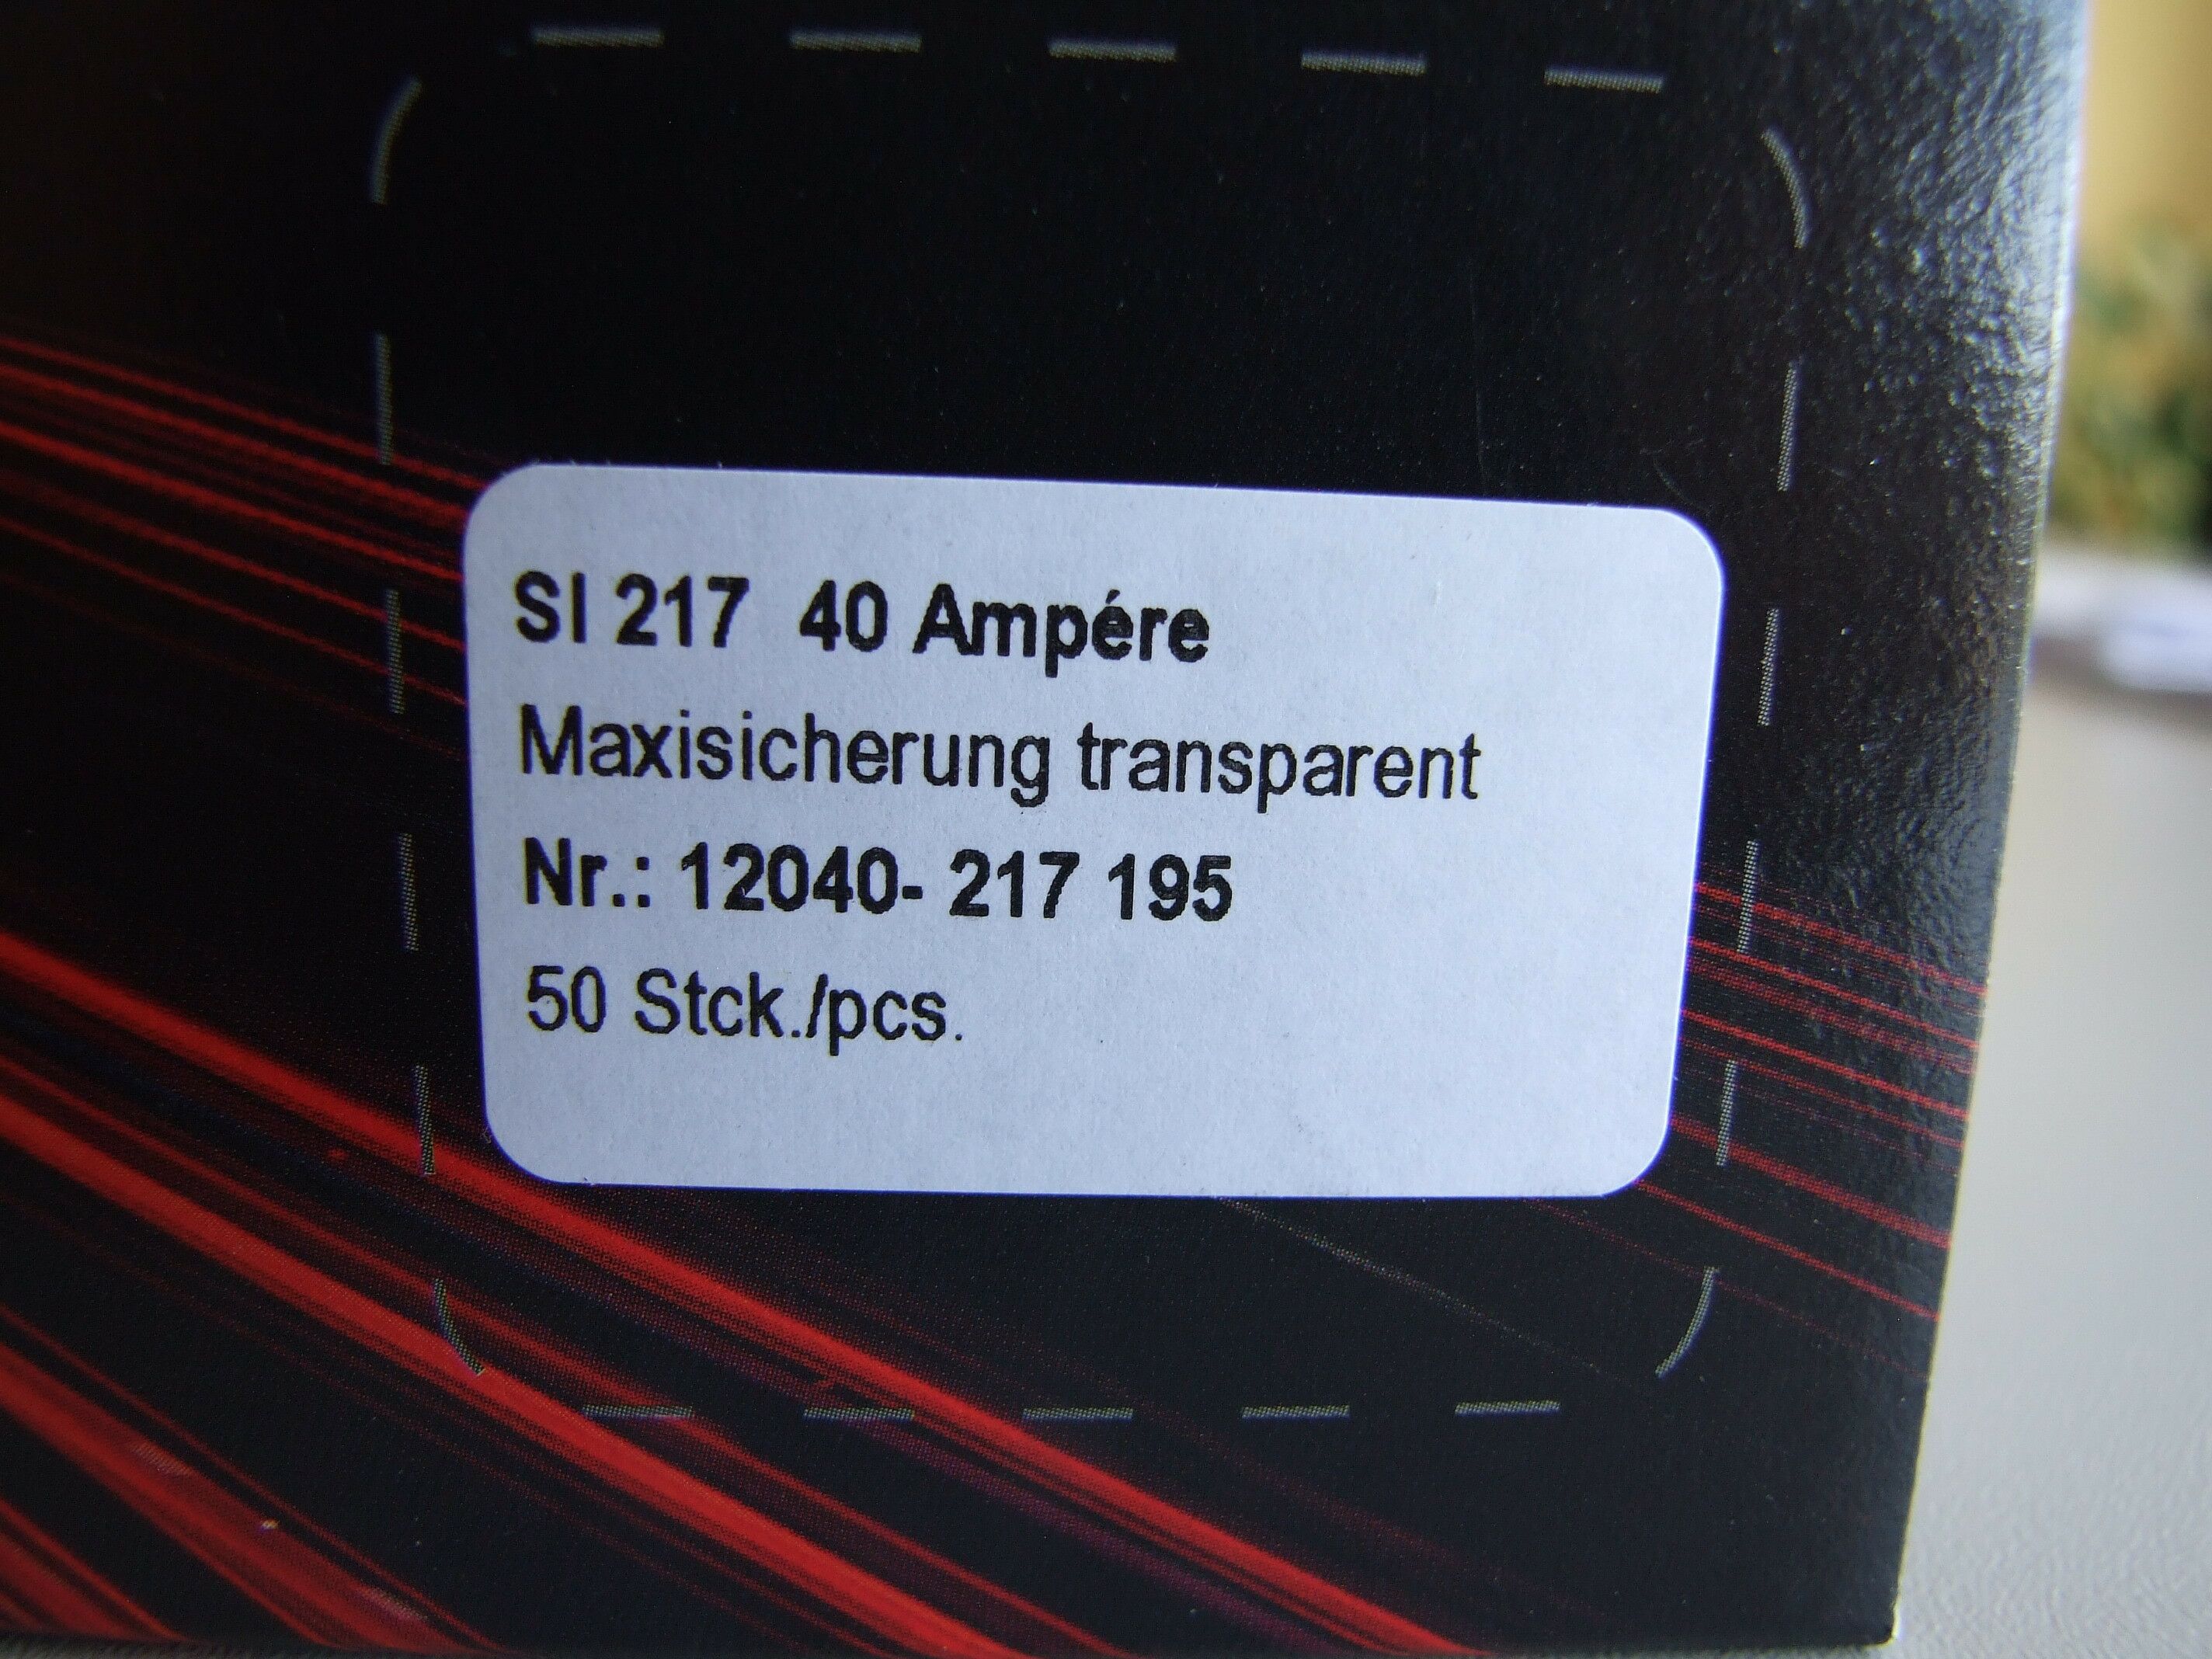 SI 217  40 Ampére
Maxisicherung transparent
Nr.: 12040- 217 195
50 Stck./pcs.